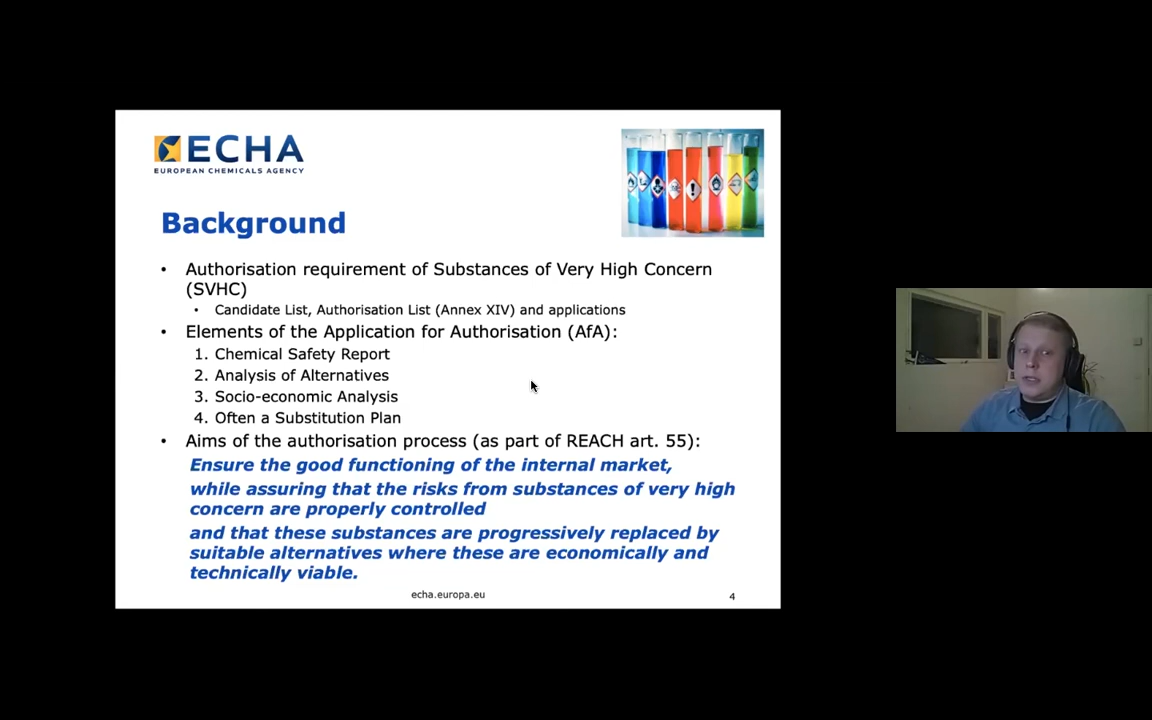 ECHA
EUROPEAN CHEMICALS AGENCY
Background
• Authorisation requirement of Substances of Very High Concern
(SVHC)
• Candidate List, Authorisation List (Annex XIV) and applications
• Elements of the Application for Authorisation (AfA):
1. Chemical Safety Report
2. Analysis of Alternatives
3. Socio-economic Analysis
4. Often a Substitution Plan
• Aims of the authorisation process (as part of REACH art. 55):
Ensure the good functioning of the internal market,
while assuring that the risks from substances of very high
concern are properly controlled
and that these substances are progressively replaced by
suitable alternatives where these are economically and
technically viable.
echa.europa.eu
4